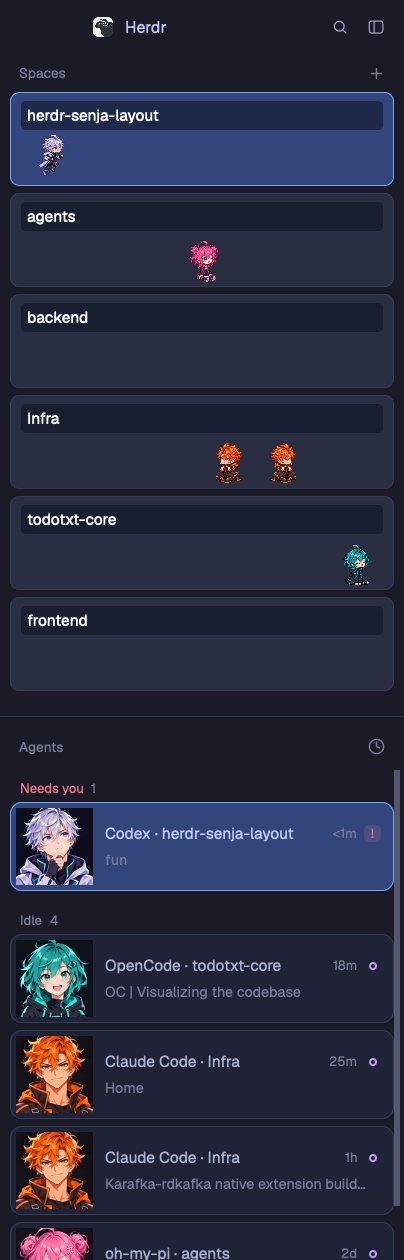 Herdr
Spaces
herdr-senja-layout
agents
backend
Infra
todotxt-core
frontend
Agents
Needs you 1
Codex · herdr-senja-layout <1m !
fun
Idle 4
OpenCode · todotxt-core 18m
OC | Visualizing the codebase
Claude Code · Infra 25m
Home
Claude Code · Infra 1h
Karafka-rdkafka native extension build...
oh-my-pi · agents 2d